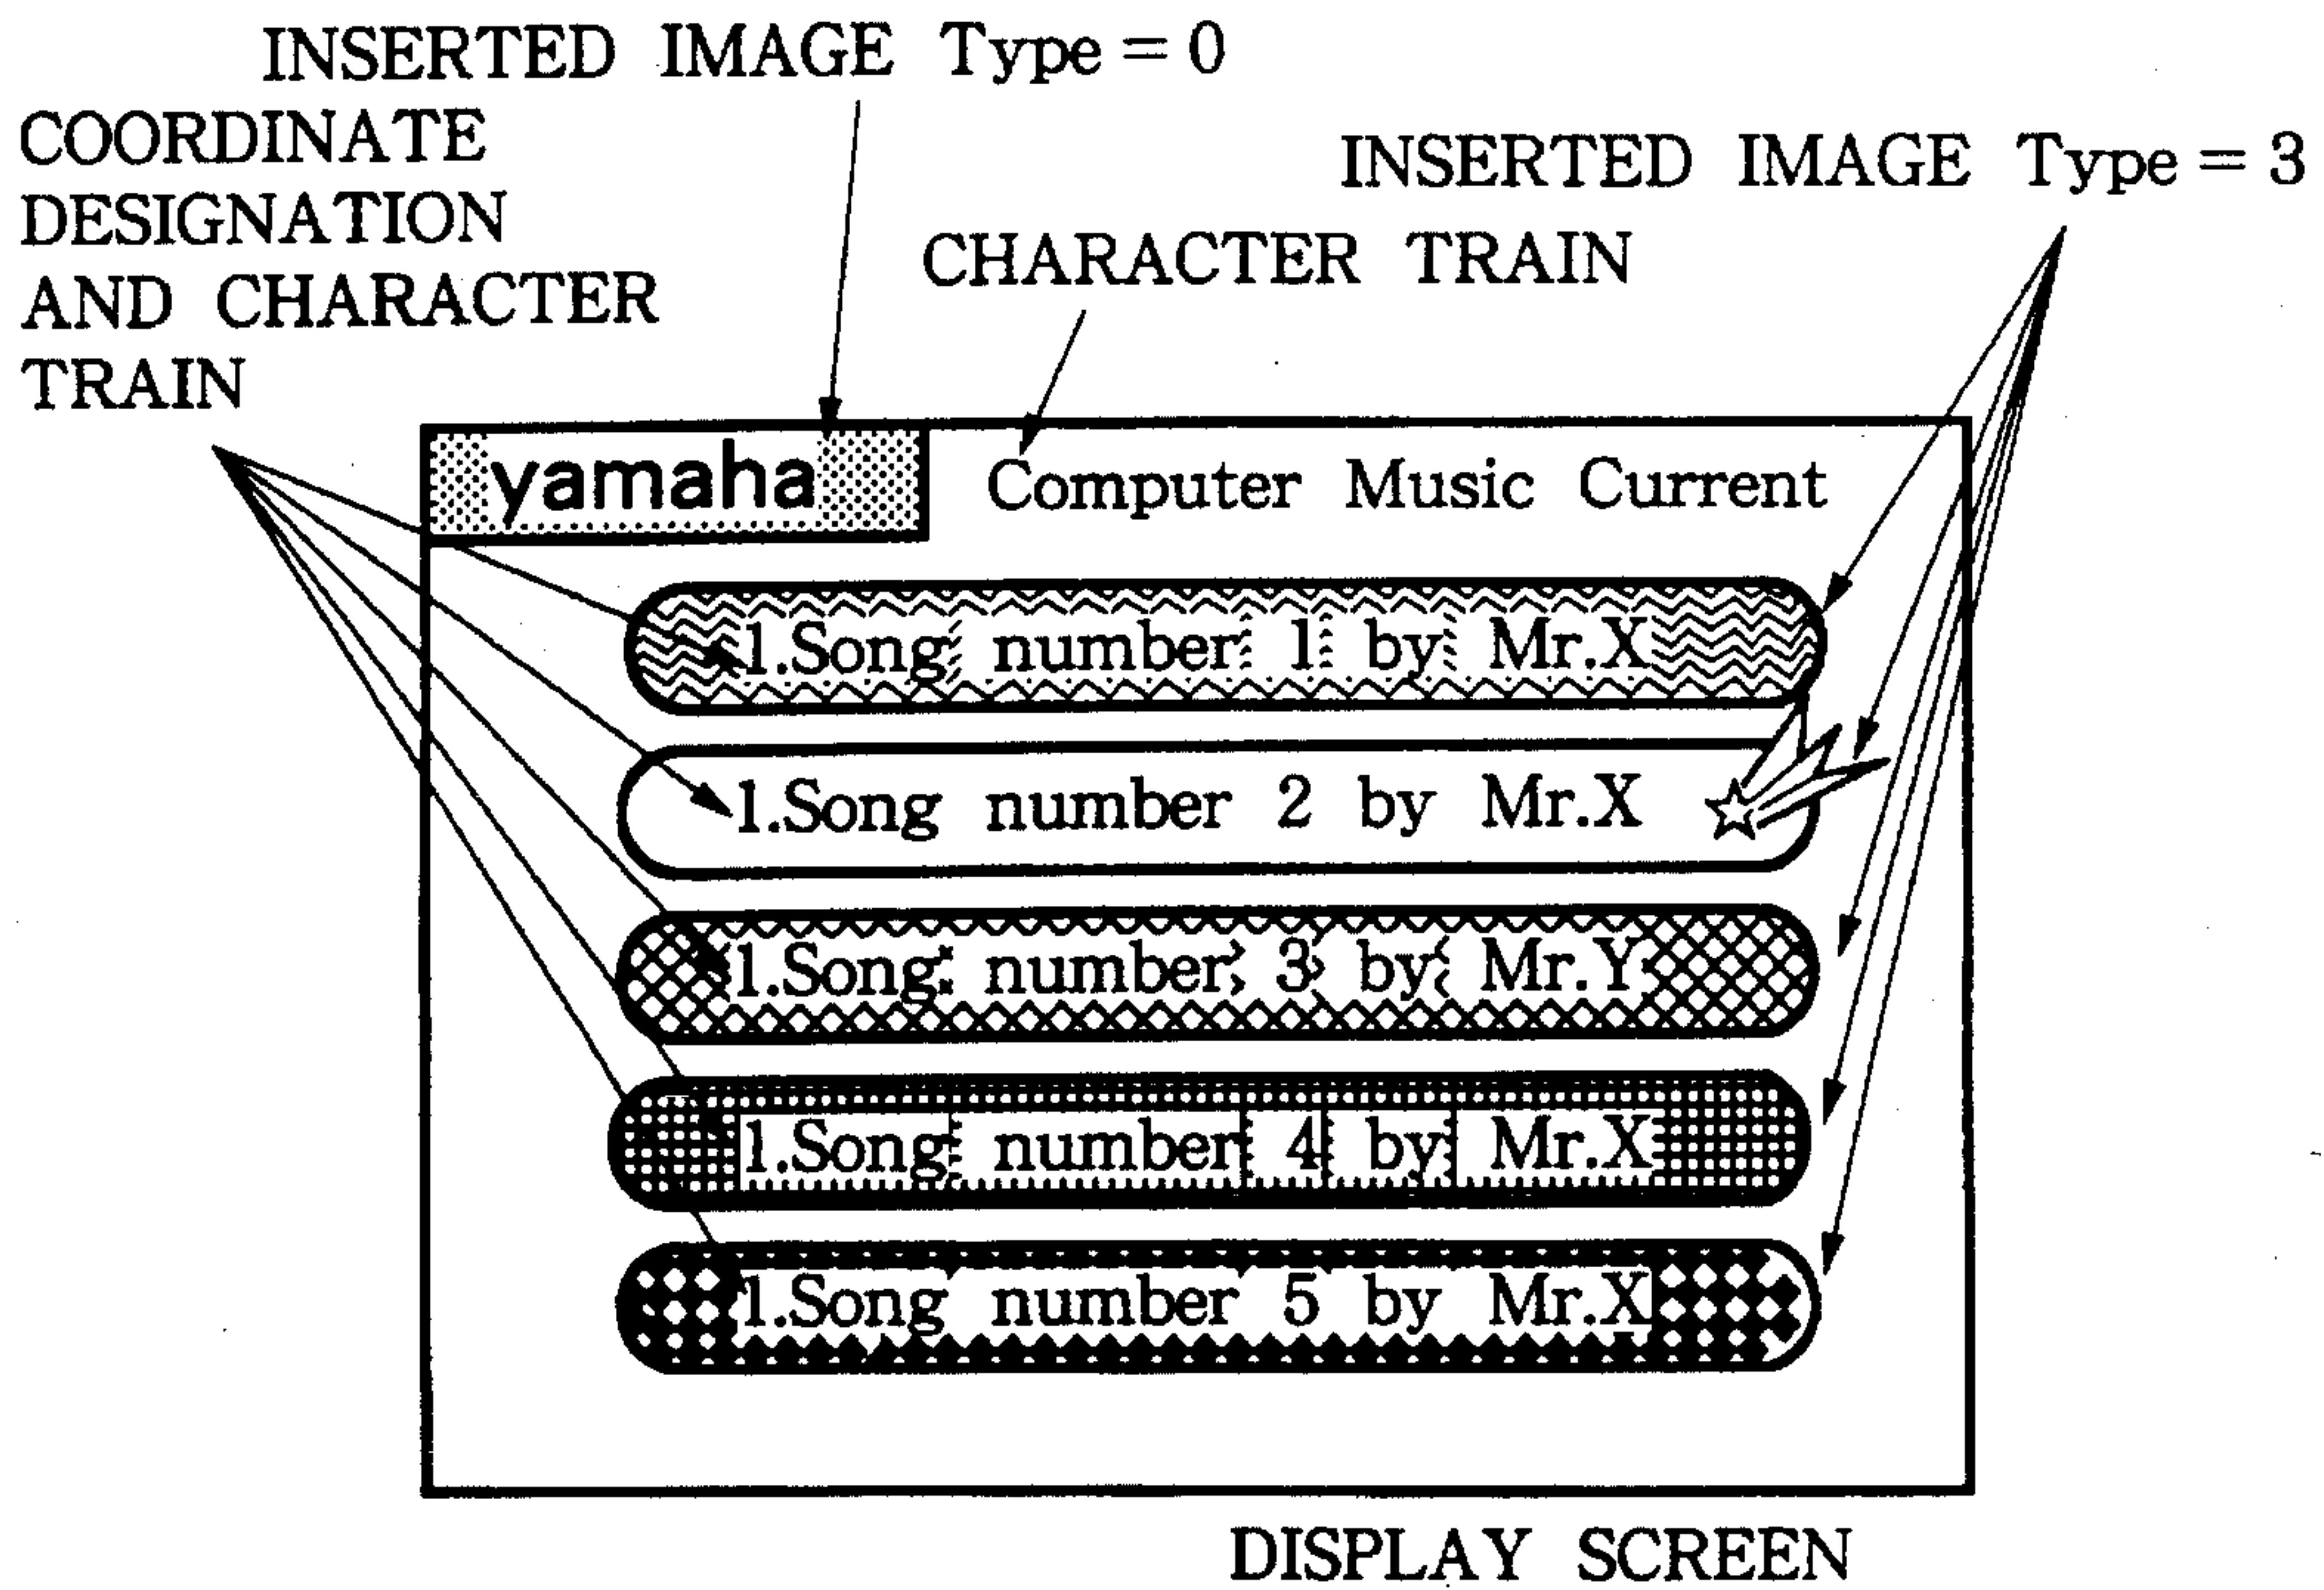 INSERTED IMAGE Type = 0
COORDINATE
DESIGNATION
AND CHARACTER
TRAIN
INSERTED IMAGE Type = 3
CHARACTER TRAIN
yamaha Computer Music Current
1.Song number 1 by Mr.X
1.Song number 2 by Mr.X
1.Song number 3 by Mr.Y
1.Song number 4 by Mr.X
1.Song number 5 by Mr.X
DISPLAY SCREEN